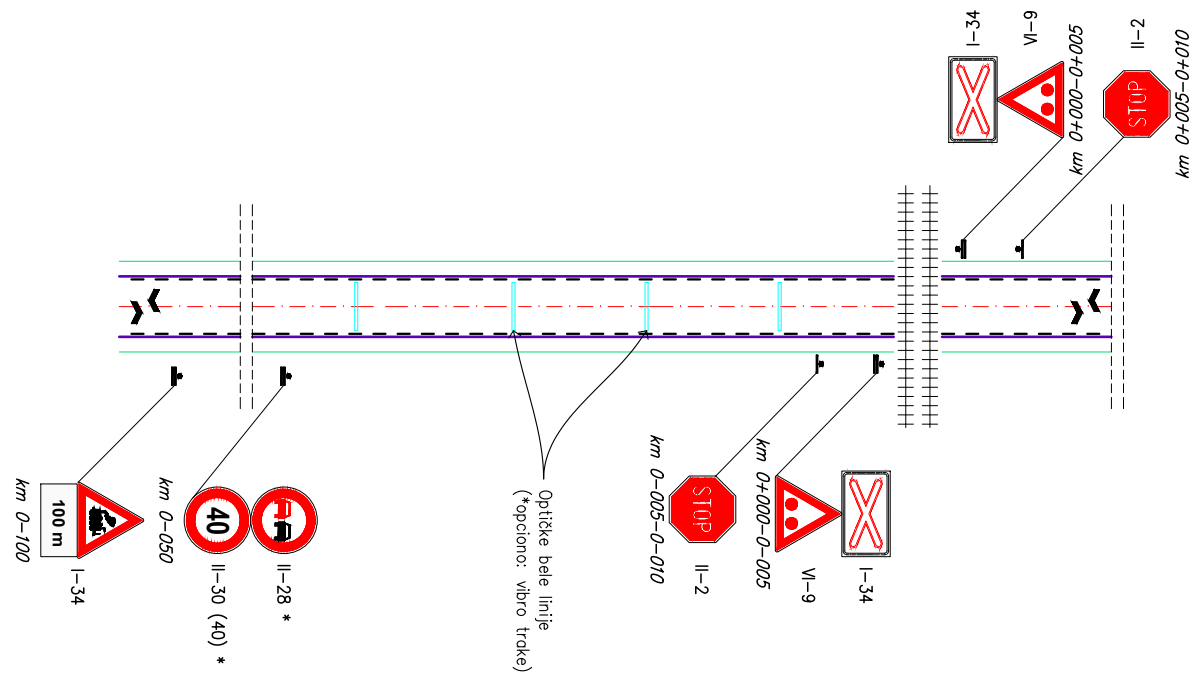 I-34
VI-9
km 0+000-0+005
II-2
km 0+005-0+010
STOP
km 0-100
100 m
I-34
km 0-050
40
II-30 (40) *
II-28 *
Optičke bele linije
(*opciono: vibro trake)
km 0-005-0-010
STOP
II-2
km 0+000-0-005
VI-9
I-34